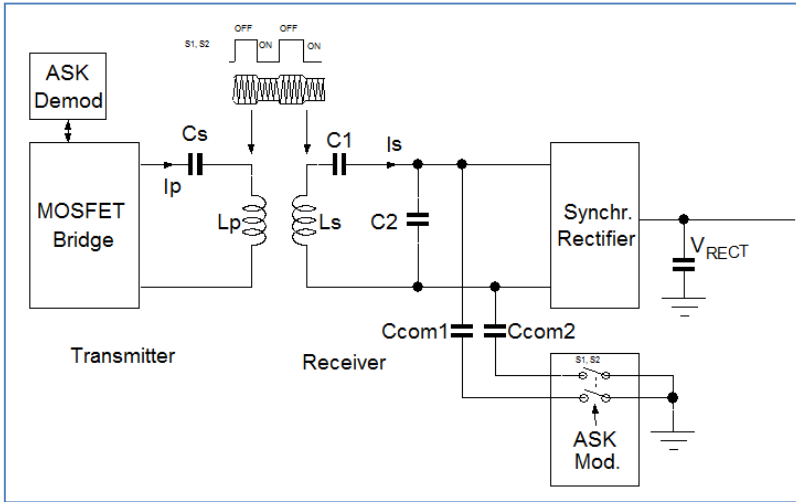 OFF OFF
S1, S2 ON ON
ASK
Demod
Cs
C1
Is
Ip
MOSFET
Bridge
Lp
Ls
C2
Synchr.
Rectifier
VRECT
Ccom1
Ccom2
Transmitter
Receiver
S1, S2
ASK
Mod.